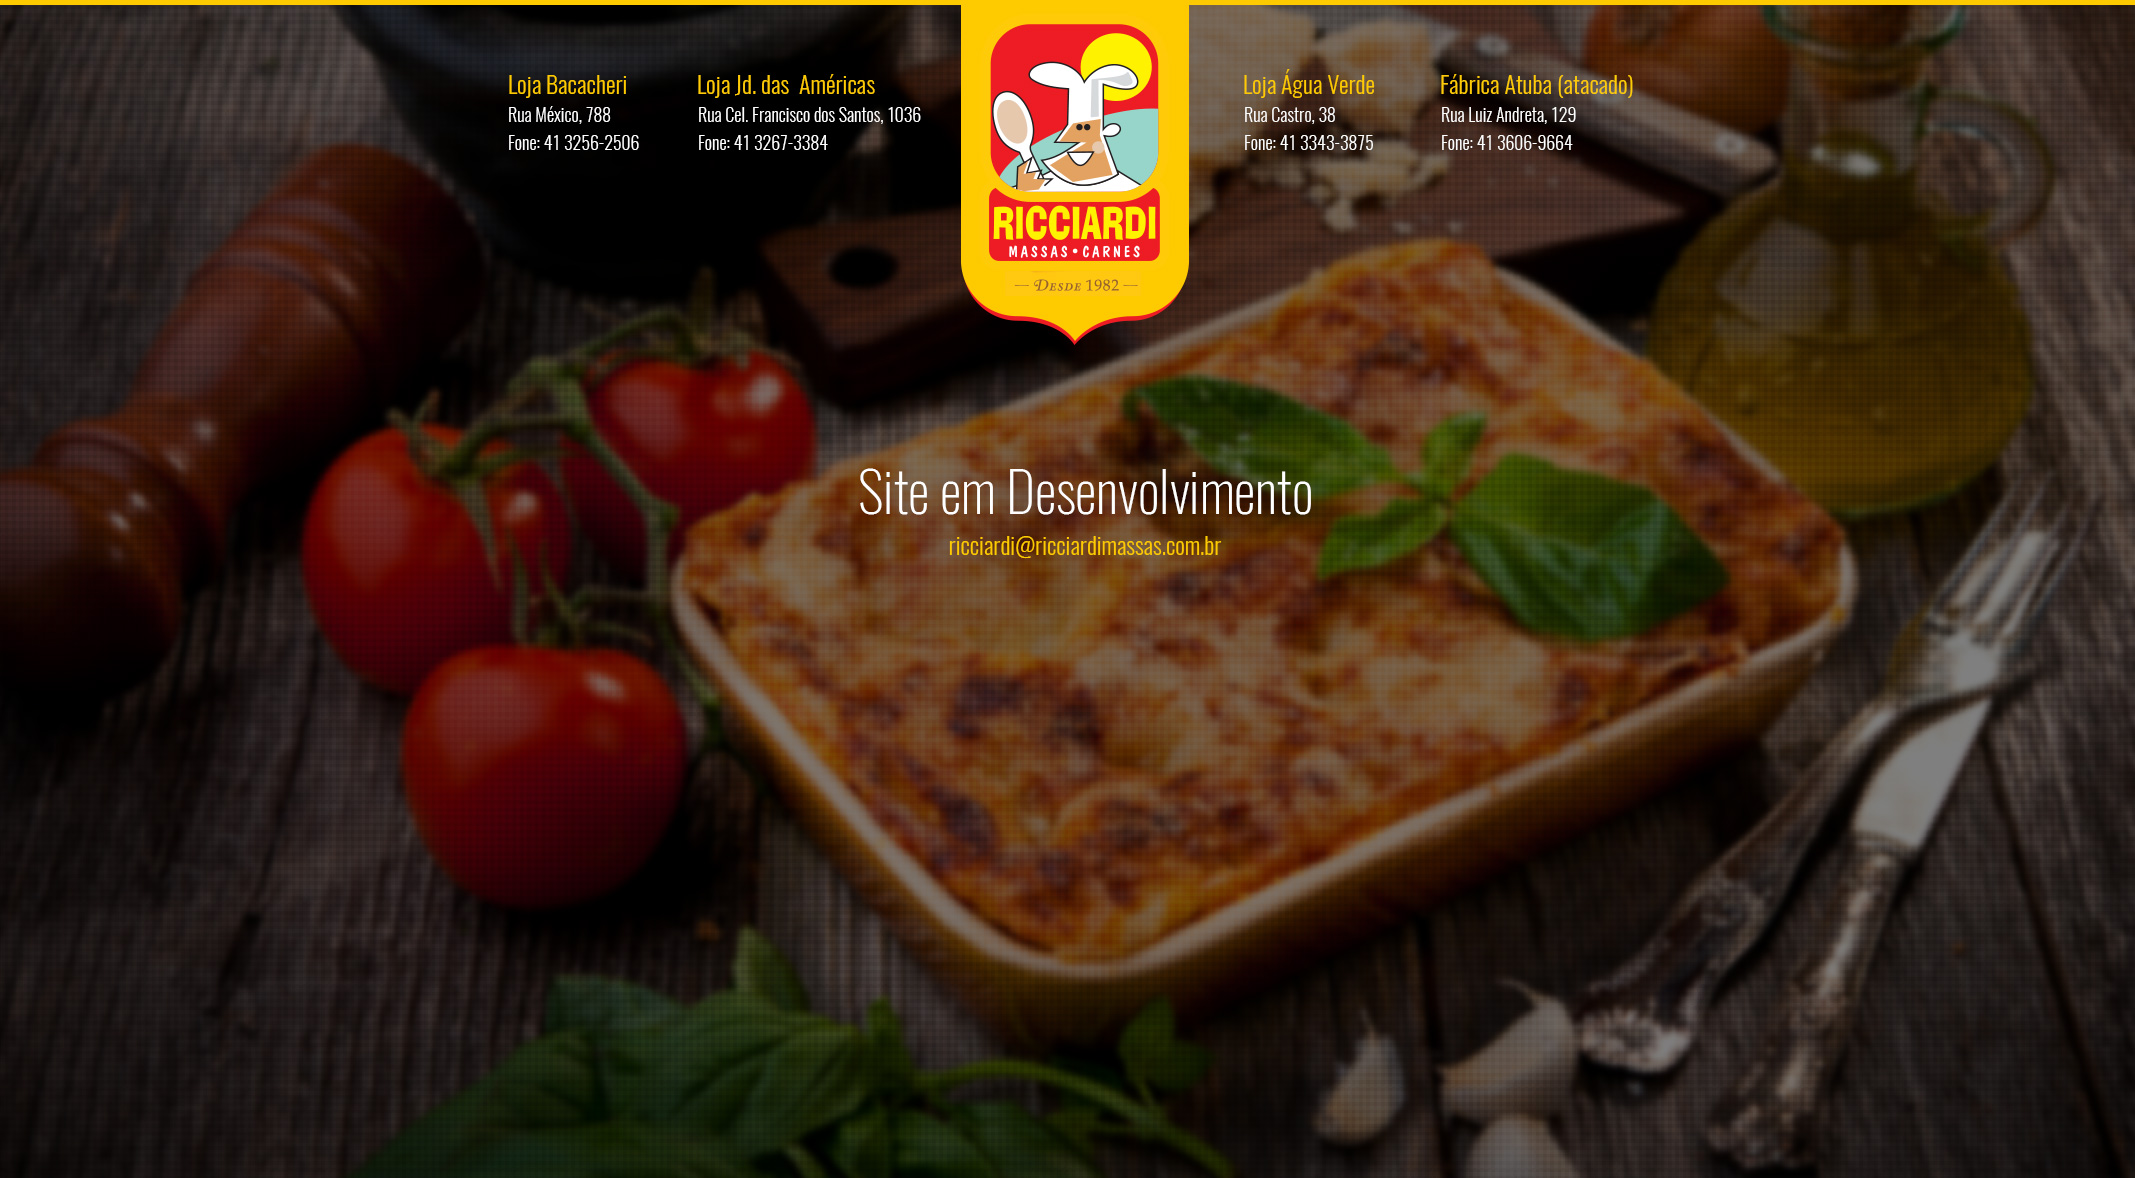 Loja Bacacheri
Rua México, 788
Fone: 41 3256-2506
Loja Jd. das  Américas
Rua Cel. Francisco dos Santos, 1036
Fone: 41 3267-3384
RICCIARDI
MASSAS • CARNES
— Desde 1982 —
Loja Água Verde
Rua Castro, 38
Fone: 41 3343-3875
Fábrica Atuba (atacado)
Rua Luiz Andreta, 129
Fone: 41 3606-9664
Site em Desenvolvimento
ricciardi@ricciardimassas.com.br